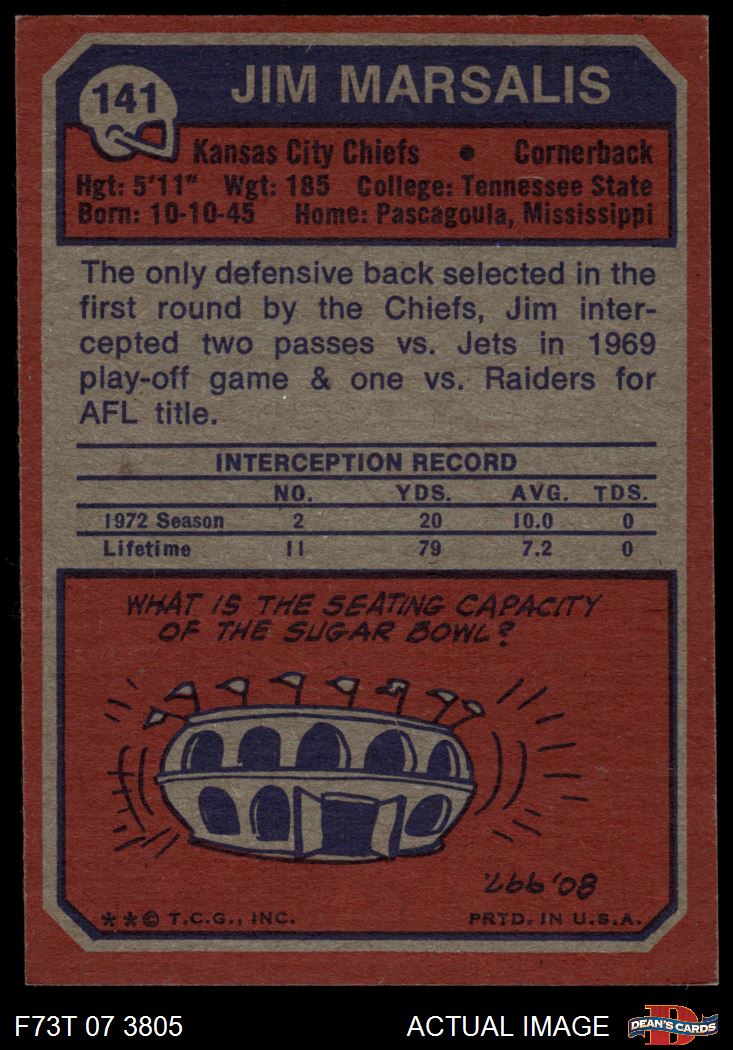 141
JIM MARSALIS
Kansas City Chiefs • Cornerback
Hgt: 5'11" Wgt: 185 College: Tennessee State
Born: 10-10-45 Home: Pascagoula, Mississippi
The only defensive back selected in the
first round by the Chiefs, Jim inter-
cepted two passes vs. Jets in 1969
play-off game & one vs. Raiders for
AFL title.
INTERCEPTION RECORD
NO. YDS. AVG. TDS.
1972 Season 2 20 10.0 0
Lifetime 11 79 7.2 0
WHAT IS THE SEATING CAPACITY
OF THE SUGAR BOWL?
80,997.
**© T.C.G., INC. PRTD. IN U.S.A.
F73T 07 3805 ACTUAL IMAGE D DEAN'S CARDS